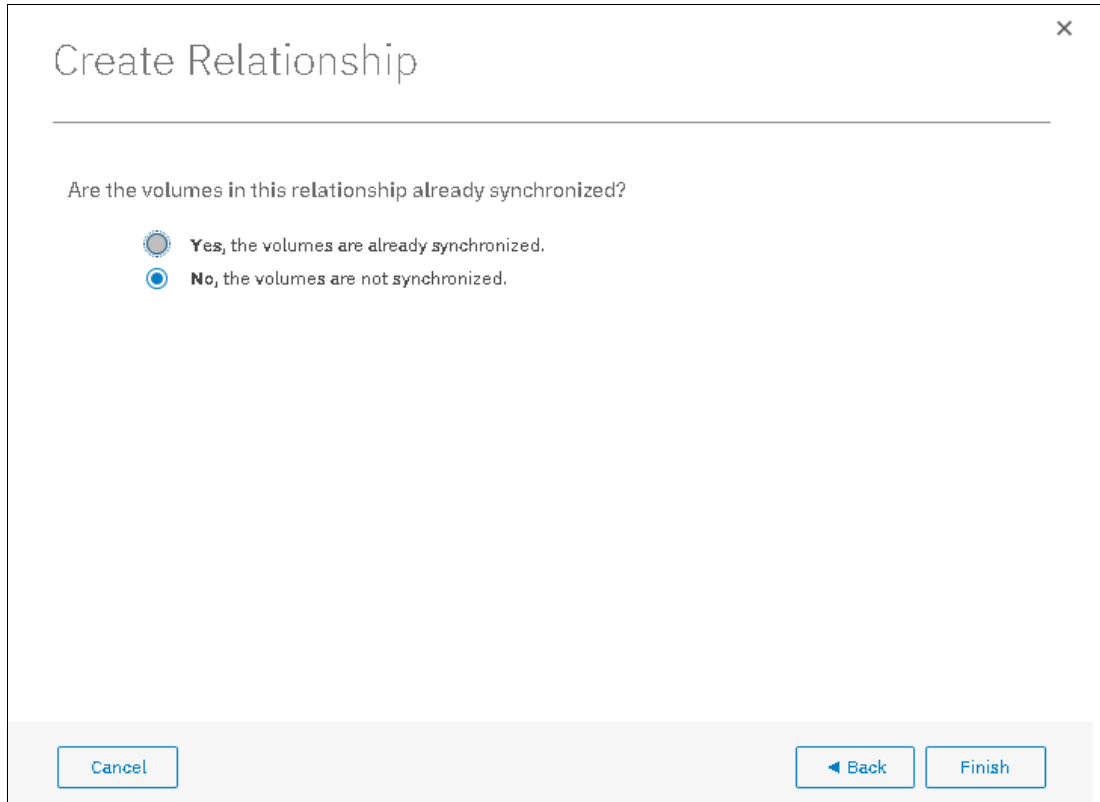 Create Relationship
Are the volumes in this relationship already synchronized?
Yes, the volumes are already synchronized.
No, the volumes are not synchronized.
Cancel
Back
Finish